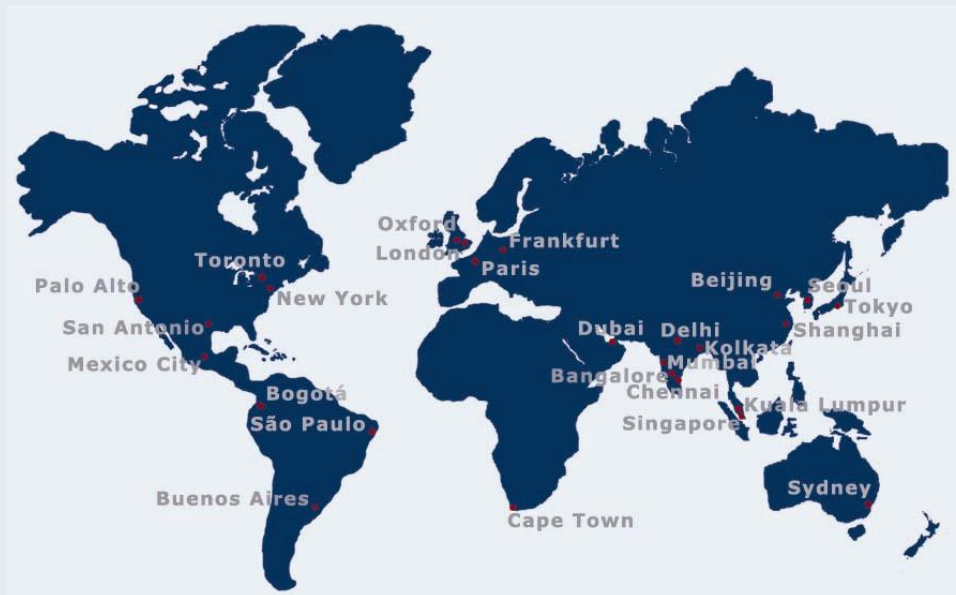 Oxford
London
Frankfurt
Paris
Toronto
New York
Palo Alto
San Antonio
Mexico City
Beijing
Seoul
Tokyo
Shanghai
Dubai
Delhi
Kolkata
Mumbai
Bangalore
Chennai
Bogotá
Kuala Lumpur
São Paulo
Singapore
Sydney
Buenos Aires
Cape Town